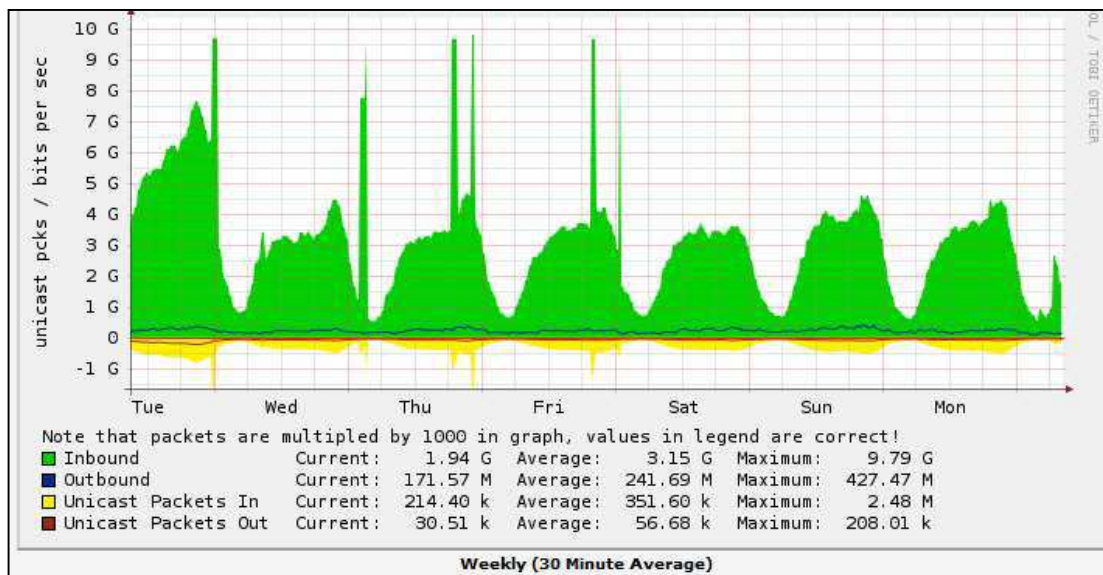 10 G
9 G
8 G
7 G
6 G
5 G
4 G
3 G
2 G
1 G
0
-1 G
unicast pcks / bits per sec
OL / TOBI OETIKER
Tue Wed Thu Fri Sat Sun Mon
Note that packets are multipled by 1000 in graph, values in legend are correct!
Inbound Current: 1.94 G Average: 3.15 G Maximum: 9.79 G
Outbound Current: 171.57 M Average: 241.69 M Maximum: 427.47 M
Unicast Packets In Current: 214.40 k Average: 351.60 k Maximum: 2.48 M
Unicast Packets Out Current: 30.51 k Average: 56.68 k Maximum: 208.01 k
Weekly (30 Minute Average)